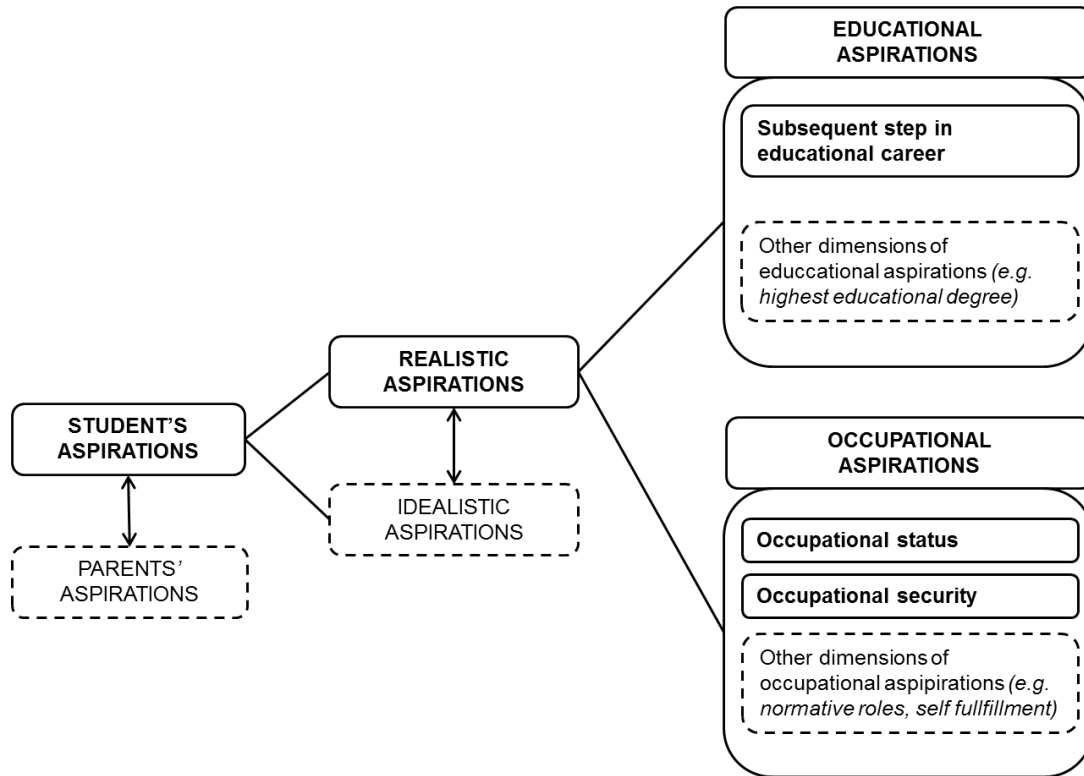 EDUCATIONAL
ASPIRATIONS
Subsequent step in
educational career
Other dimensions of
educcational aspirations (e.g.
highest educational degree)
REALISTIC
ASPIRATIONS
STUDENT'S
ASPIRATIONS
IDEALISTIC
ASPIRATIONS
PARENTS'
ASPIRATIONS
OCCUPATIONAL
ASPIRATIONS
Occupational status
Occupational security
Other dimensions of
occupational aspipirations (e.g.
normative roles, self fullfillment)